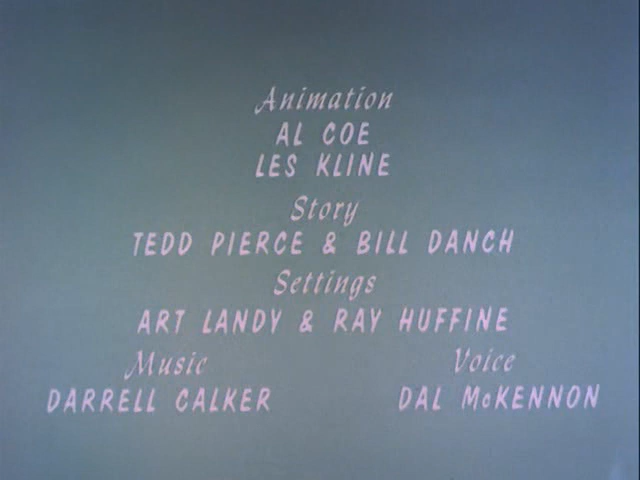 Animation
AL COE
LES KLINE
Story
TEDD PIERCE & BILL DANCH
Settings
ART LANDY & RAY HUFFINE
Music
DARRELL CALKER
Voice
DAL McKENNON